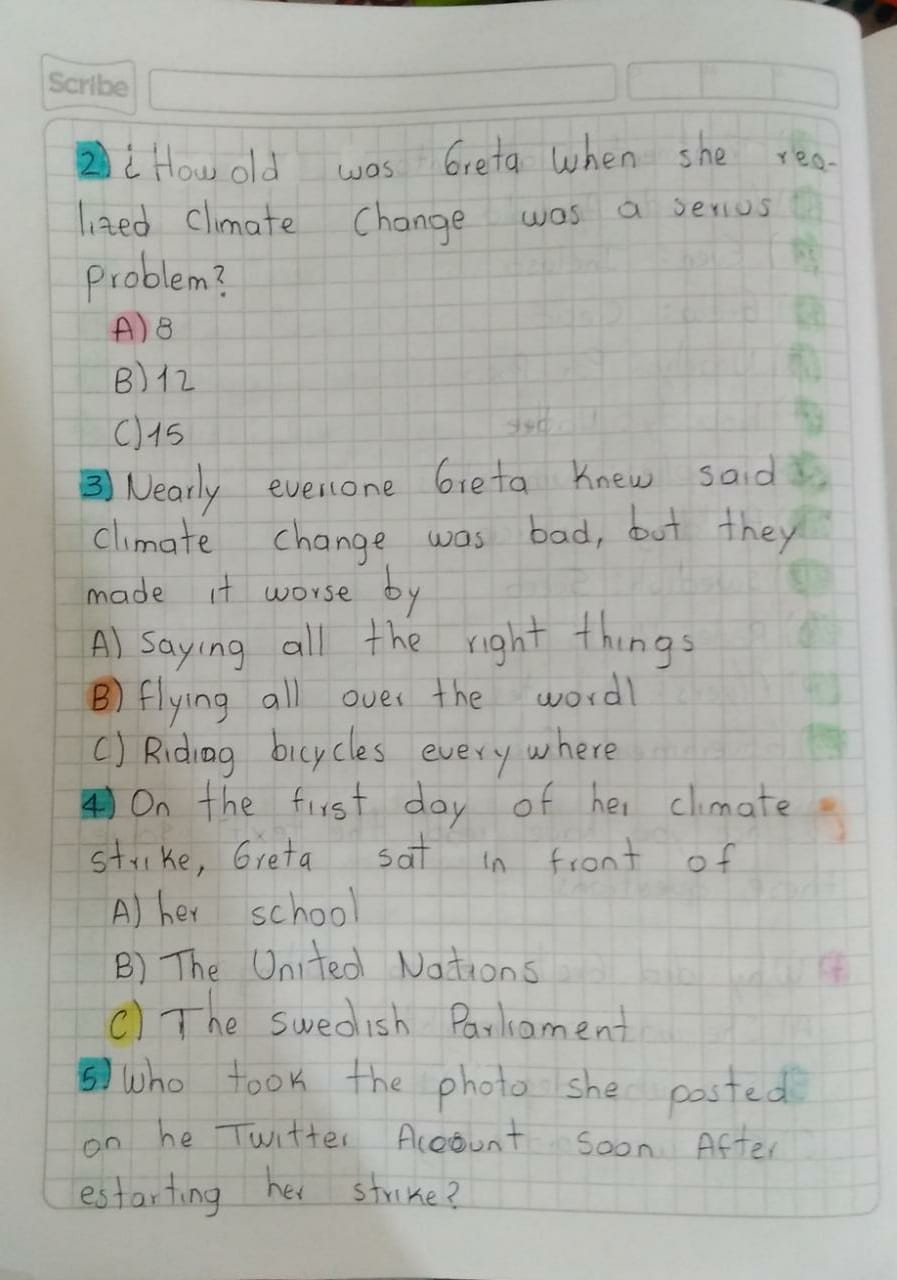 Scribe
2) ¿How old was Greta when she rea-
lized climate change was a serius
problem?
A) 8
B) 12
C) 15
3) Nearly everione Greta knew said
climate change was bad, but they
made it worse by
A) saying all the right things
B) flying all over the wordl
C) Riding bicycles everywhere
4) On the first day of her climate
strike, Greta sat in front of
A) her school
B) The United Nations
C) The swedish Parliament
5) Who took the photo she posted
on he Twitter Account soon After
estarting her strike?